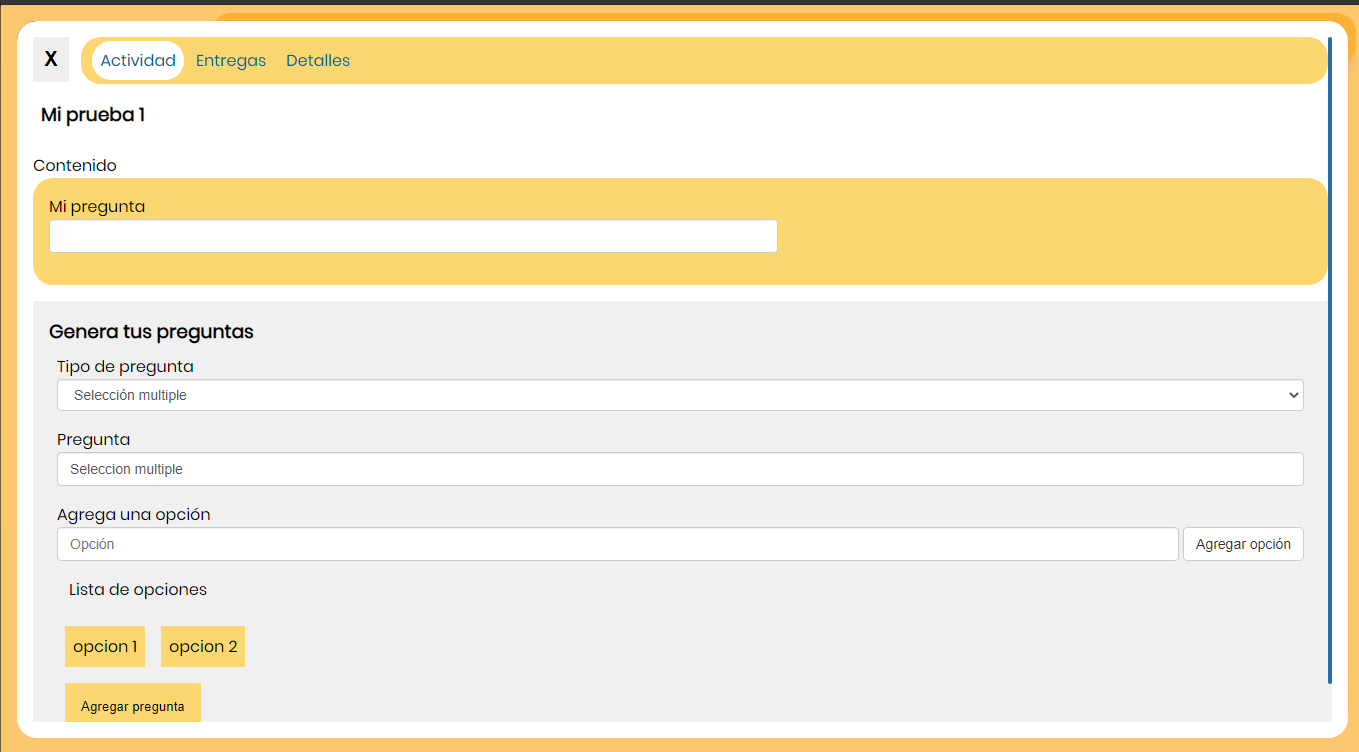 X Actividad Entregas Detalles
Mi prueba 1
Contenido
Mi pregunta
Genera tus preguntas
Tipo de pregunta
Selección multiple
Pregunta
Seleccion multiple
Agrega una opción
Opción Agregar opción
Lista de opciones
opcion 1 opcion 2
Agregar pregunta